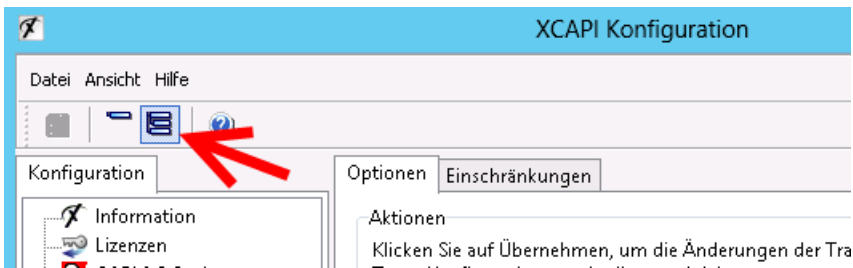 XCAPI Konfiguration
Datei Ansicht Hilfe
Konfiguration
Optionen Einschränkungen
Information
Aktionen
Lizenzen
Klicken Sie auf Übernehmen, um die Änderungen der Tra